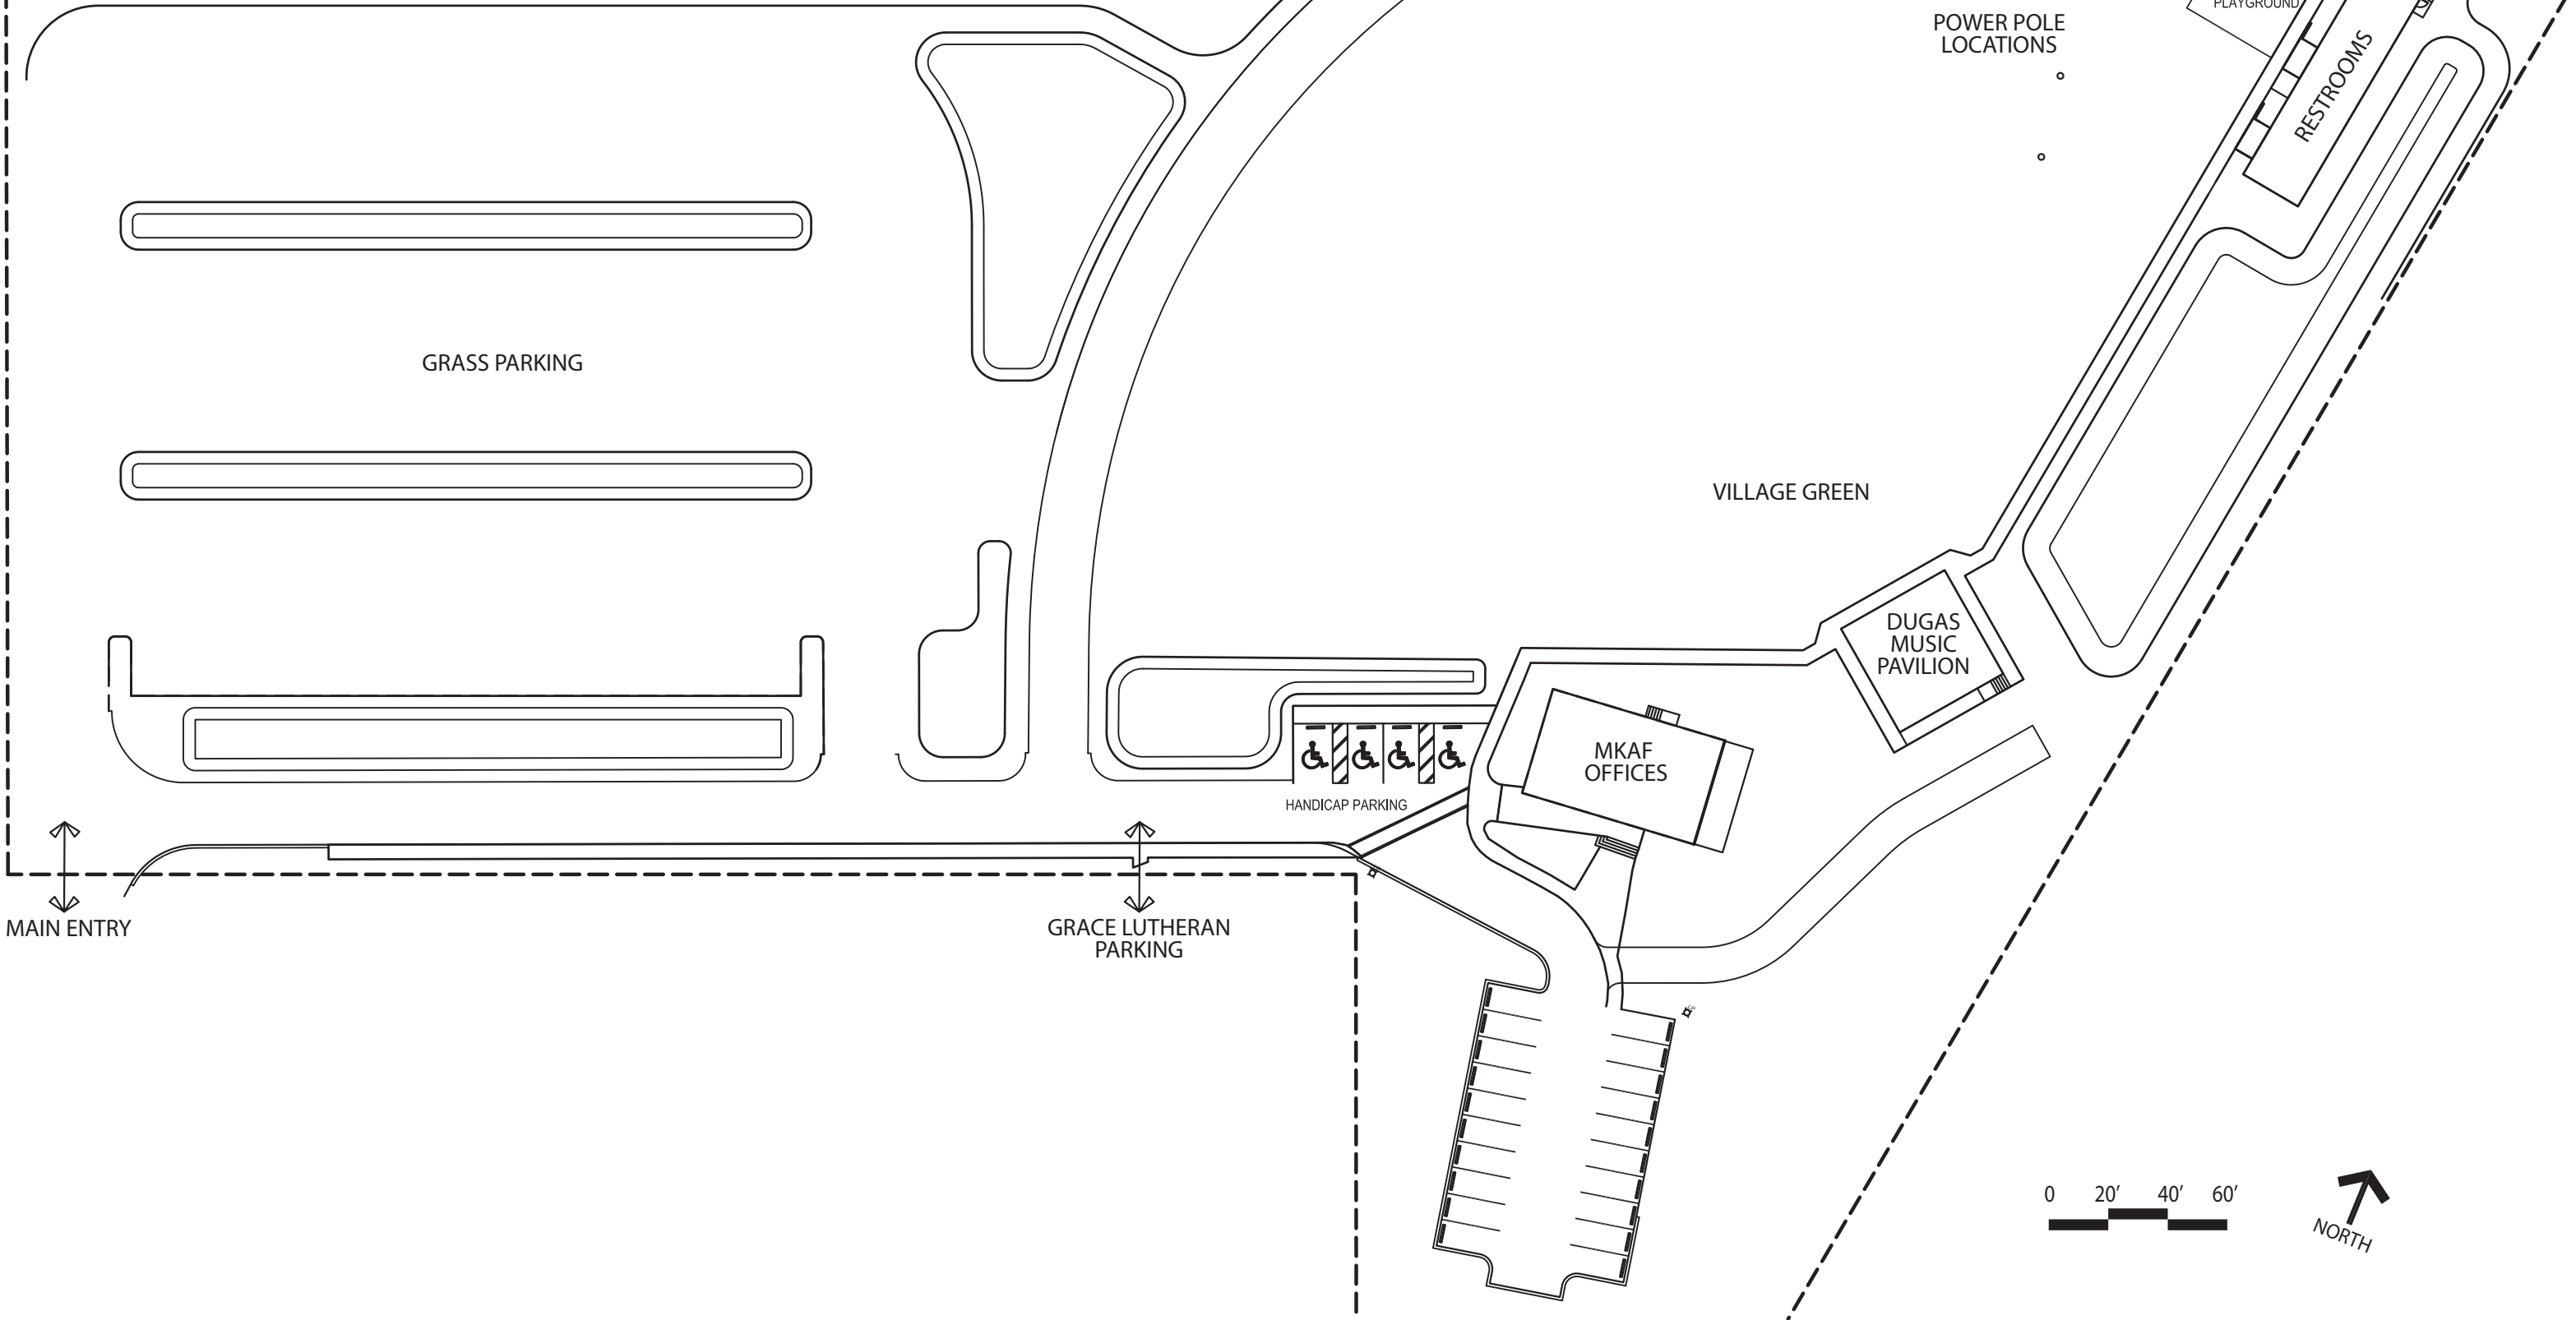 PLAYGROUND
POWER POLE
LOCATIONS
RESTROOMS
GRASS PARKING
VILLAGE GREEN
DUGAS
MUSIC
PAVILION
MKAF
OFFICES
HANDICAP PARKING
MAIN ENTRY
GRACE LUTHERAN
PARKING
0 20’ 40’ 60’
NORTH